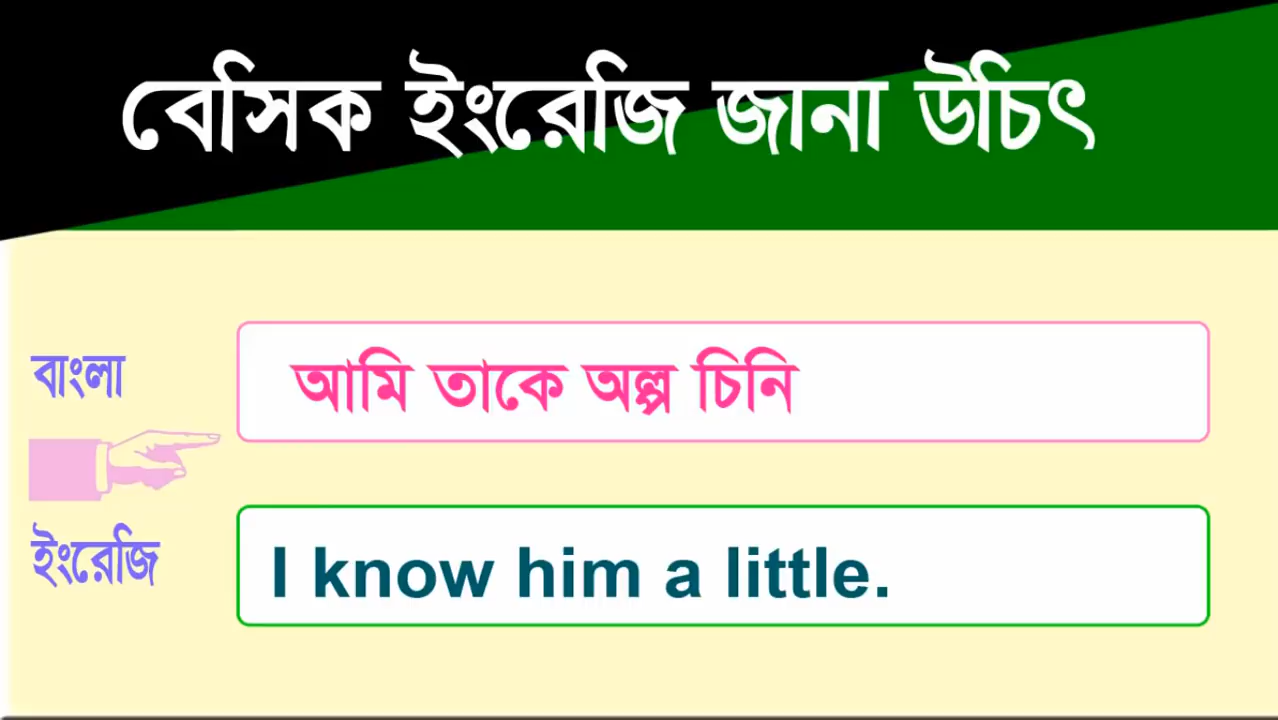 বেসিক ইংরেজি জানা উচিৎ
বাংলা
আমি তাকে অল্প চিনি
ইংরেজি
I know him a little.